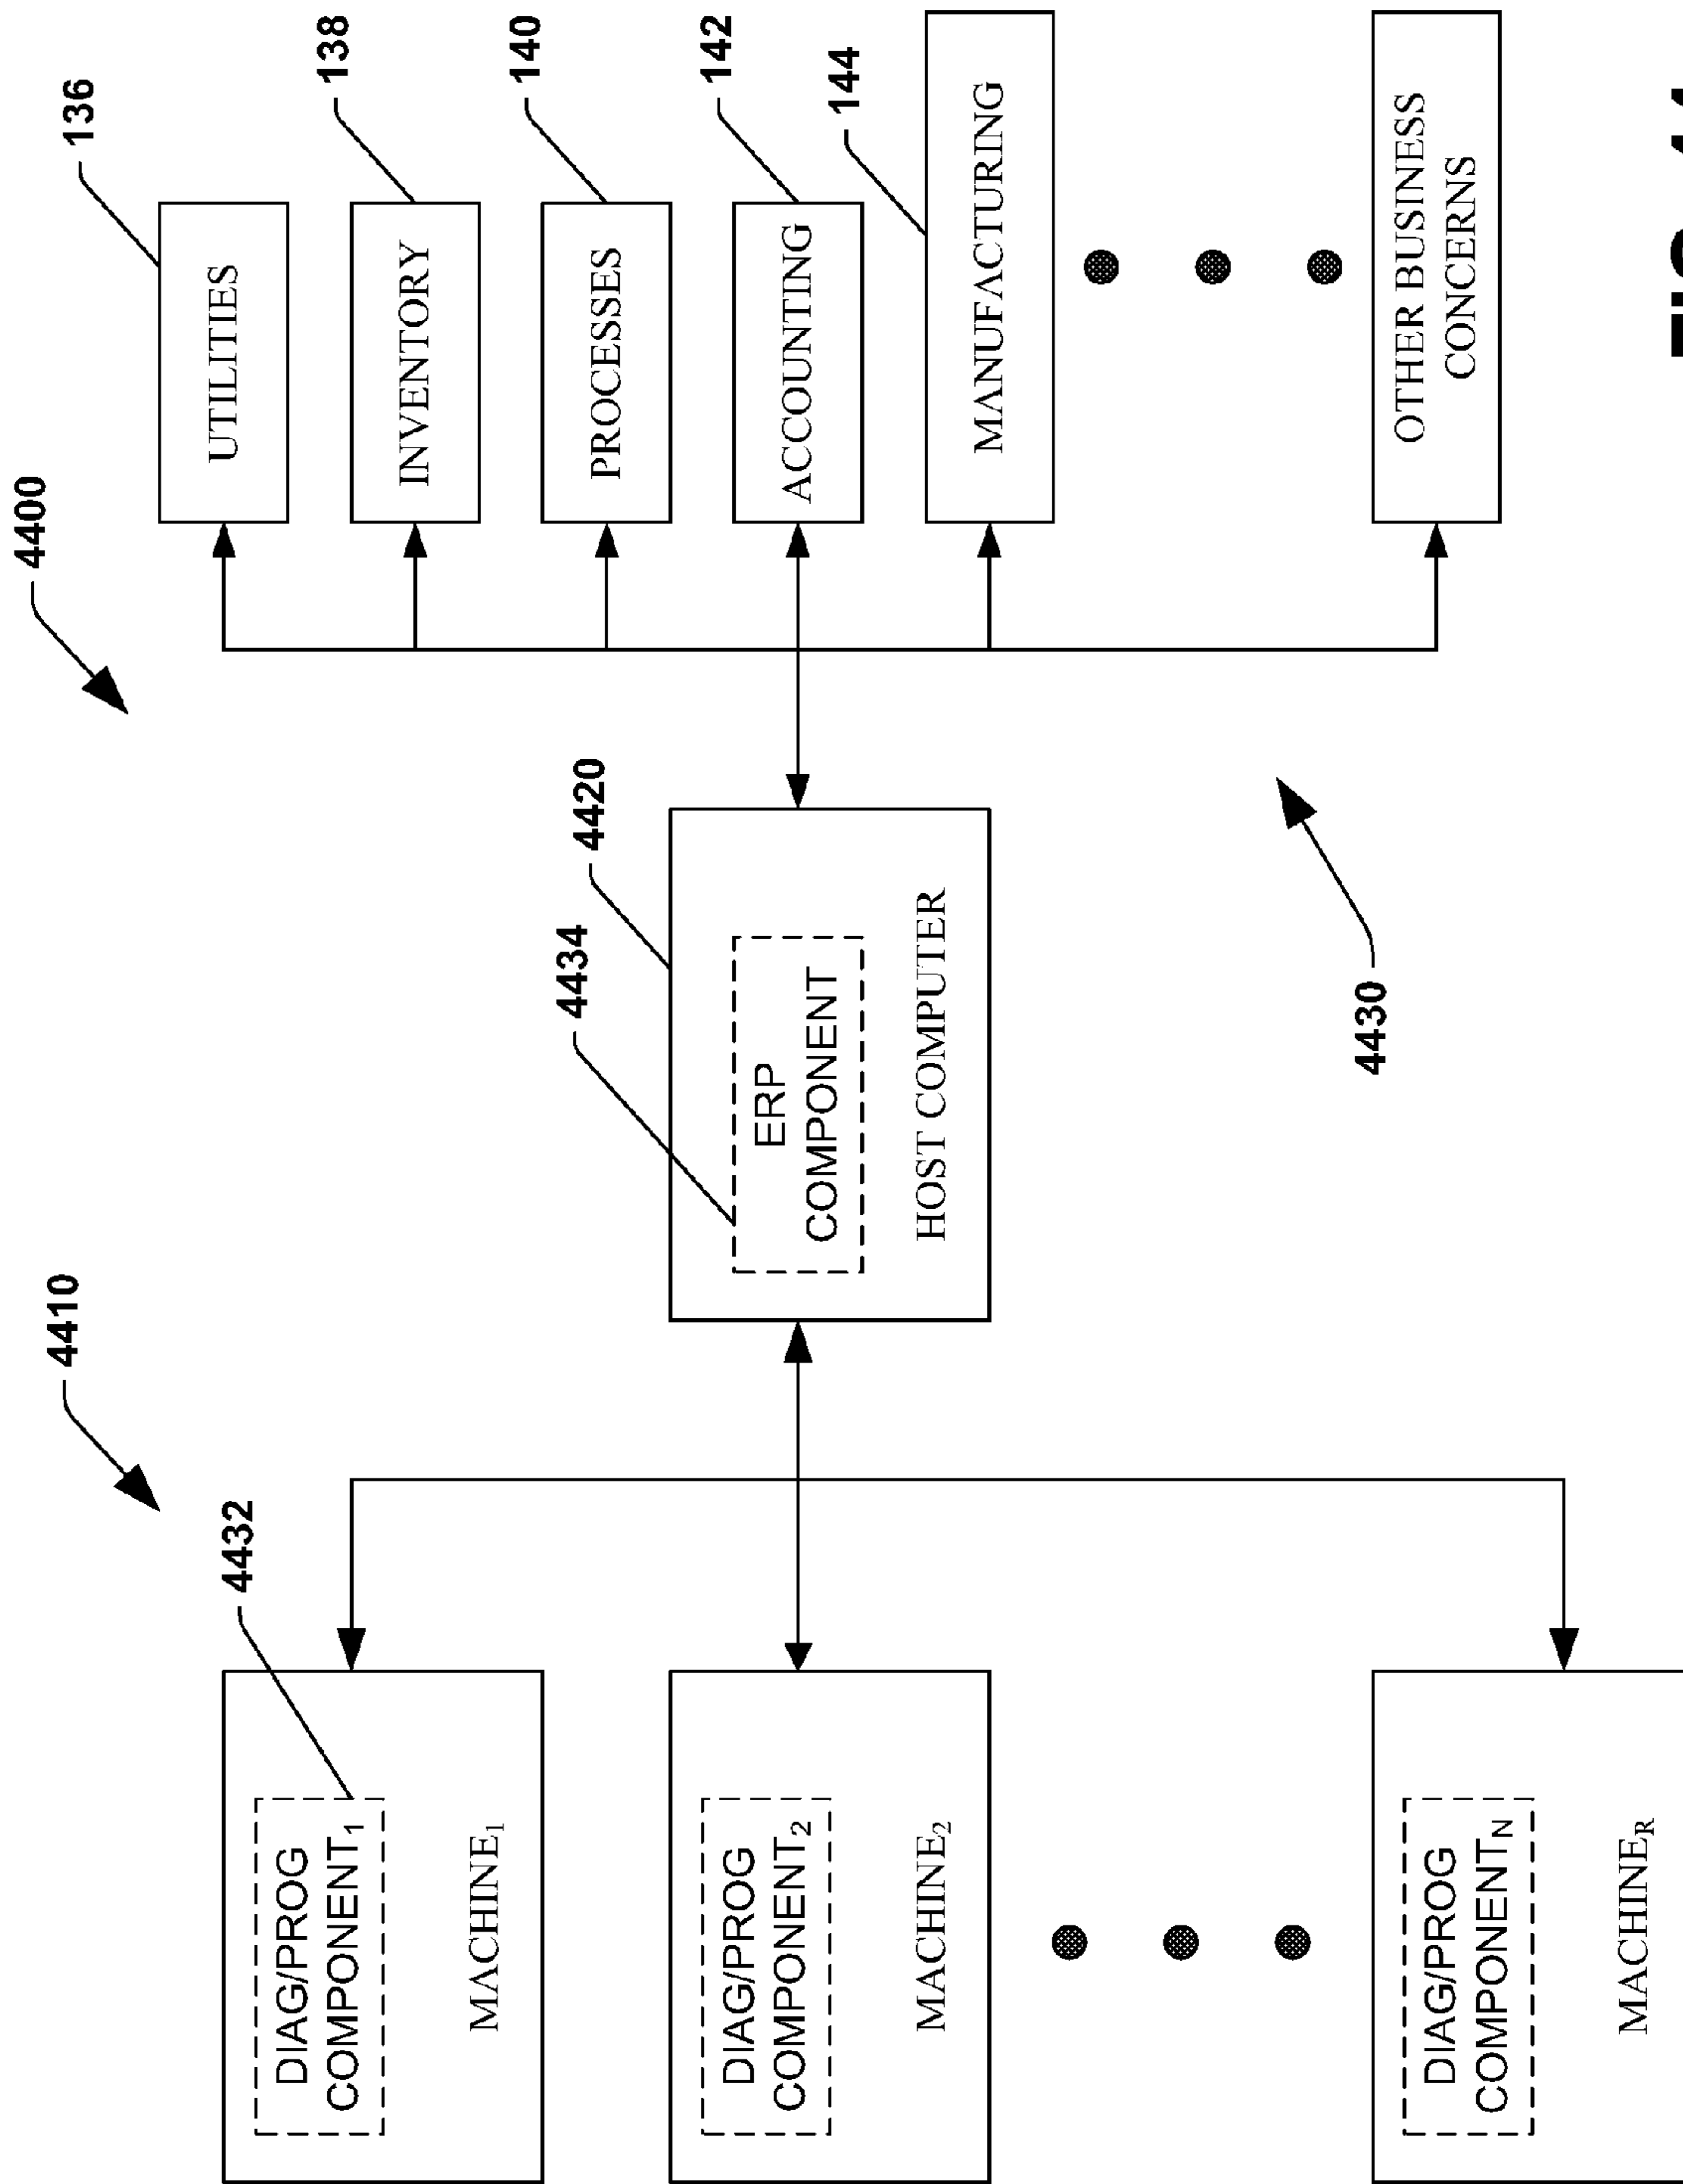 4400
4410
136
UTILITIES
4432
DIAG/PROG
COMPONENT₁
MACHINE₁
138
INVENTORY
140
PROCESSES
142
ACCOUNTING
144
MANUFACTURING
OTHER BUSINESS
CONCERNS
4420
4434
ERP
COMPONENT
HOST COMPUTER
DIAG/PROG
COMPONENT₂
MACHINE₂
4430
DIAG/PROG
COMPONENTN
MACHINER